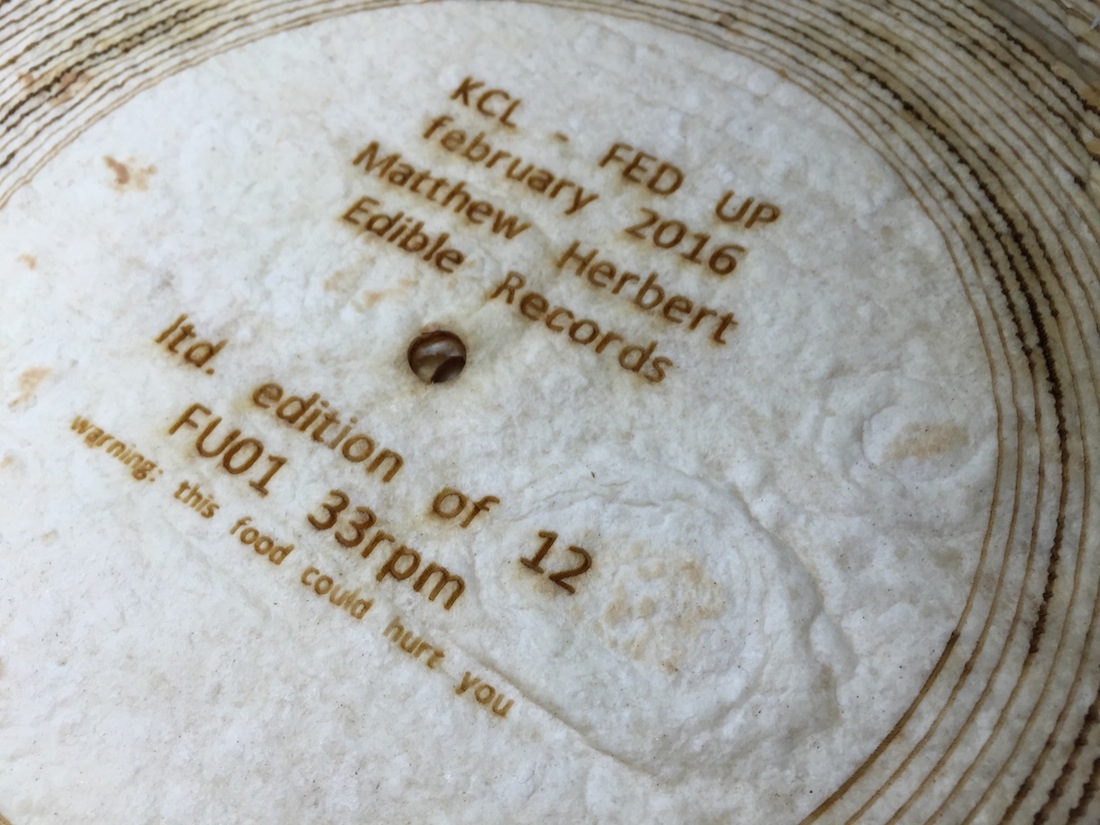 KCL - FED UP
february 2016
Matthew Herbert
Edible Records
ltd. edition of 12
FU01 33rpm
warning: this food could hurt you